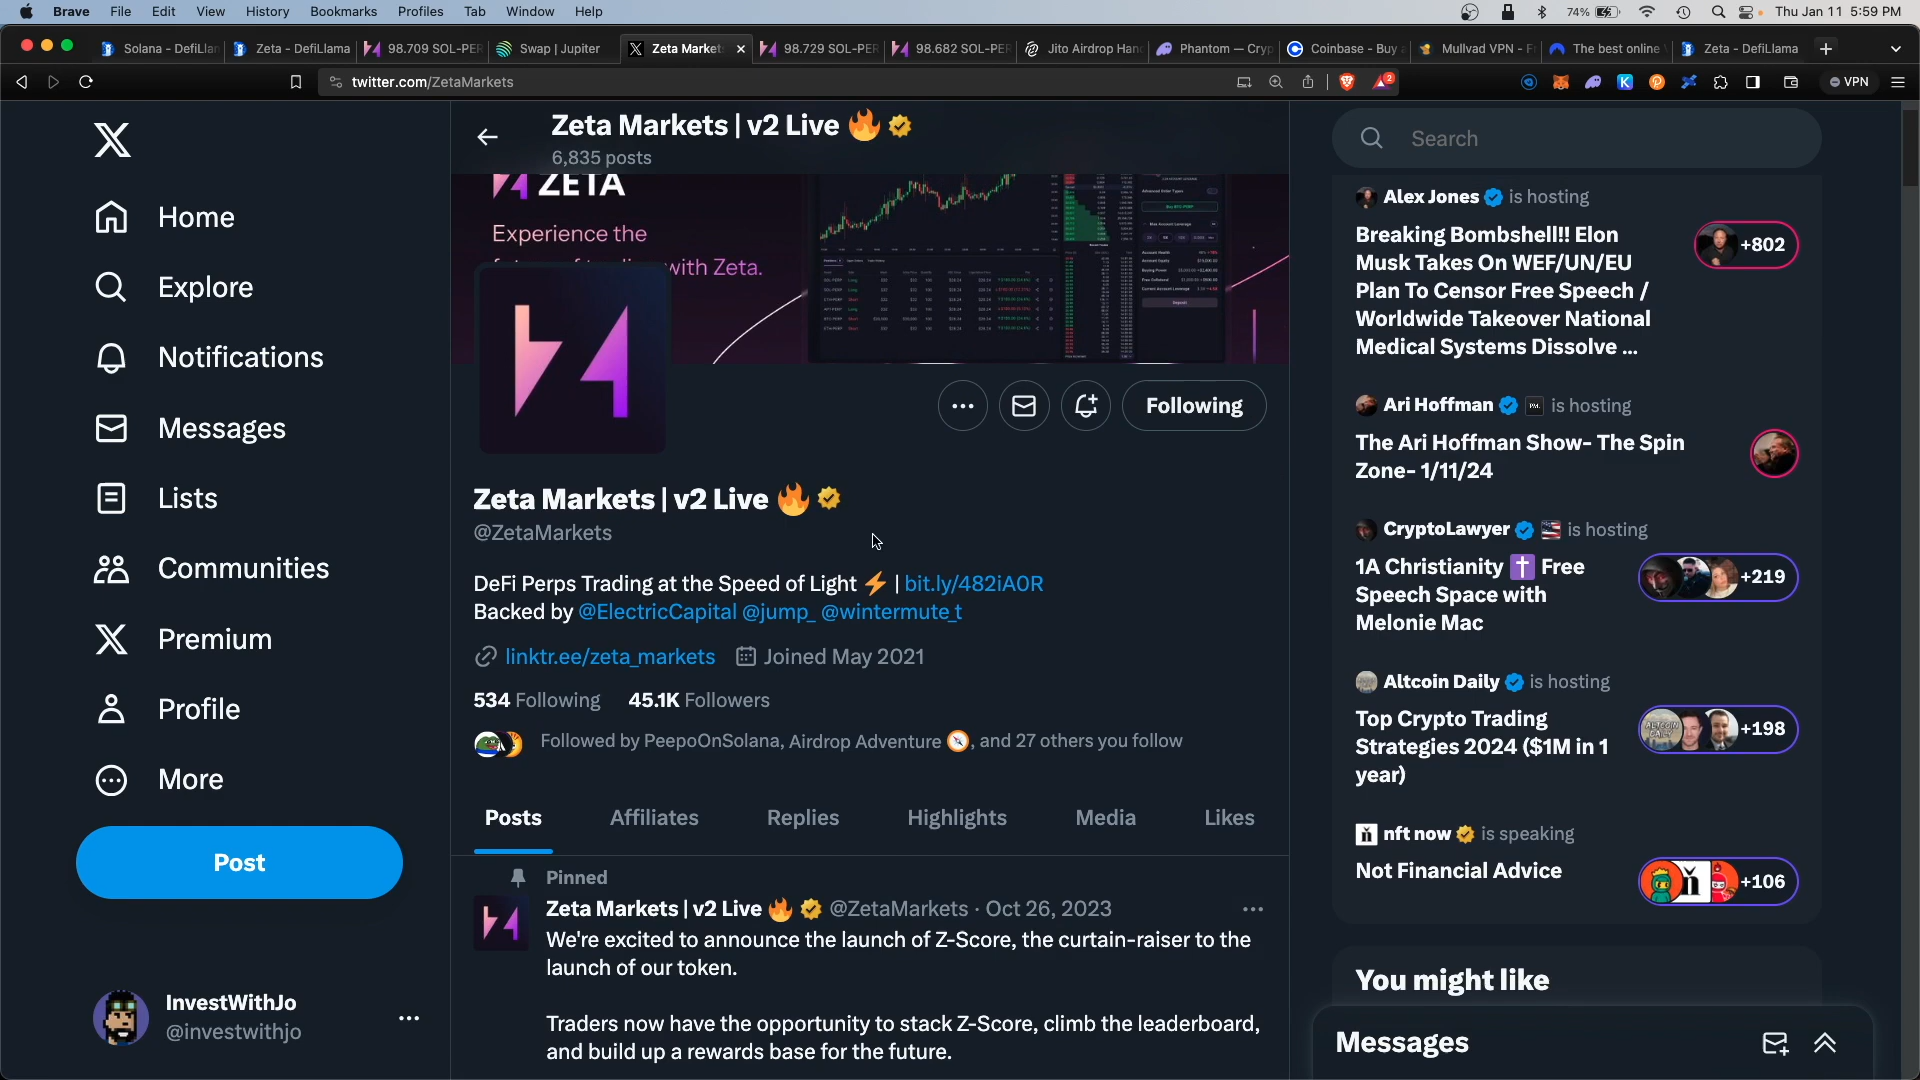 Brave File Edit View History Bookmarks Profiles Tab Window Help
74% Thu Jan 11 5:59 PM
Solana - DefiLlam
Zeta - DefiLlama
98.709 SOL-PER
Swap | Jupiter
Zeta Market
98.729 SOL-PER
98.682 SOL-PER
Jito Airdrop Han
Phantom — Cryp
Coinbase - Buy
Mullvad VPN - F
The best online
Zeta - DefiLlama
twitter.com/ZetaMarkets
2
VPN
Home
Explore
Notifications
Messages
Lists
Communities
Premium
Profile
More
Post
InvestWithJo
@investwithjo
Zeta Markets | v2 Live 🔥
6,835 posts
ZETA
Experience the
with Zeta.
Following
Zeta Markets | v2 Live 🔥
@ZetaMarkets
DeFi Perps Trading at the Speed of Light ⚡ | bit.ly/482iA0R
Backed by @ElectricCapital @jump_ @wintermute_t
linktr.ee/zeta_markets Joined May 2021
534 Following 45.1K Followers
Followed by PeepoOnSolana, Airdrop Adventure 🧭, and 27 others you follow
Posts Affiliates Replies Highlights Media Likes
Pinned
Zeta Markets | v2 Live 🔥 @ZetaMarkets · Oct 26, 2023
We're excited to announce the launch of Z-Score, the curtain-raiser to the
launch of our token.
Traders now have the opportunity to stack Z-Score, climb the leaderboard,
and build up a rewards base for the future.
Search
Alex Jones is hosting
Breaking Bombshell!! Elon
Musk Takes On WEF/UN/EU
Plan To Censor Free Speech /
Worldwide Takeover National
Medical Systems Dissolve ...
+802
Ari Hoffman is hosting
The Ari Hoffman Show- The Spin
Zone- 1/11/24
CryptoLawyer 🇺🇸 is hosting
1A Christianity ✝️ Free
Speech Space with
Melonie Mac
+219
Altcoin Daily is hosting
Top Crypto Trading
Strategies 2024 ($1M in 1
year)
+198
nft now is speaking
Not Financial Advice
+106
You might like
Messages